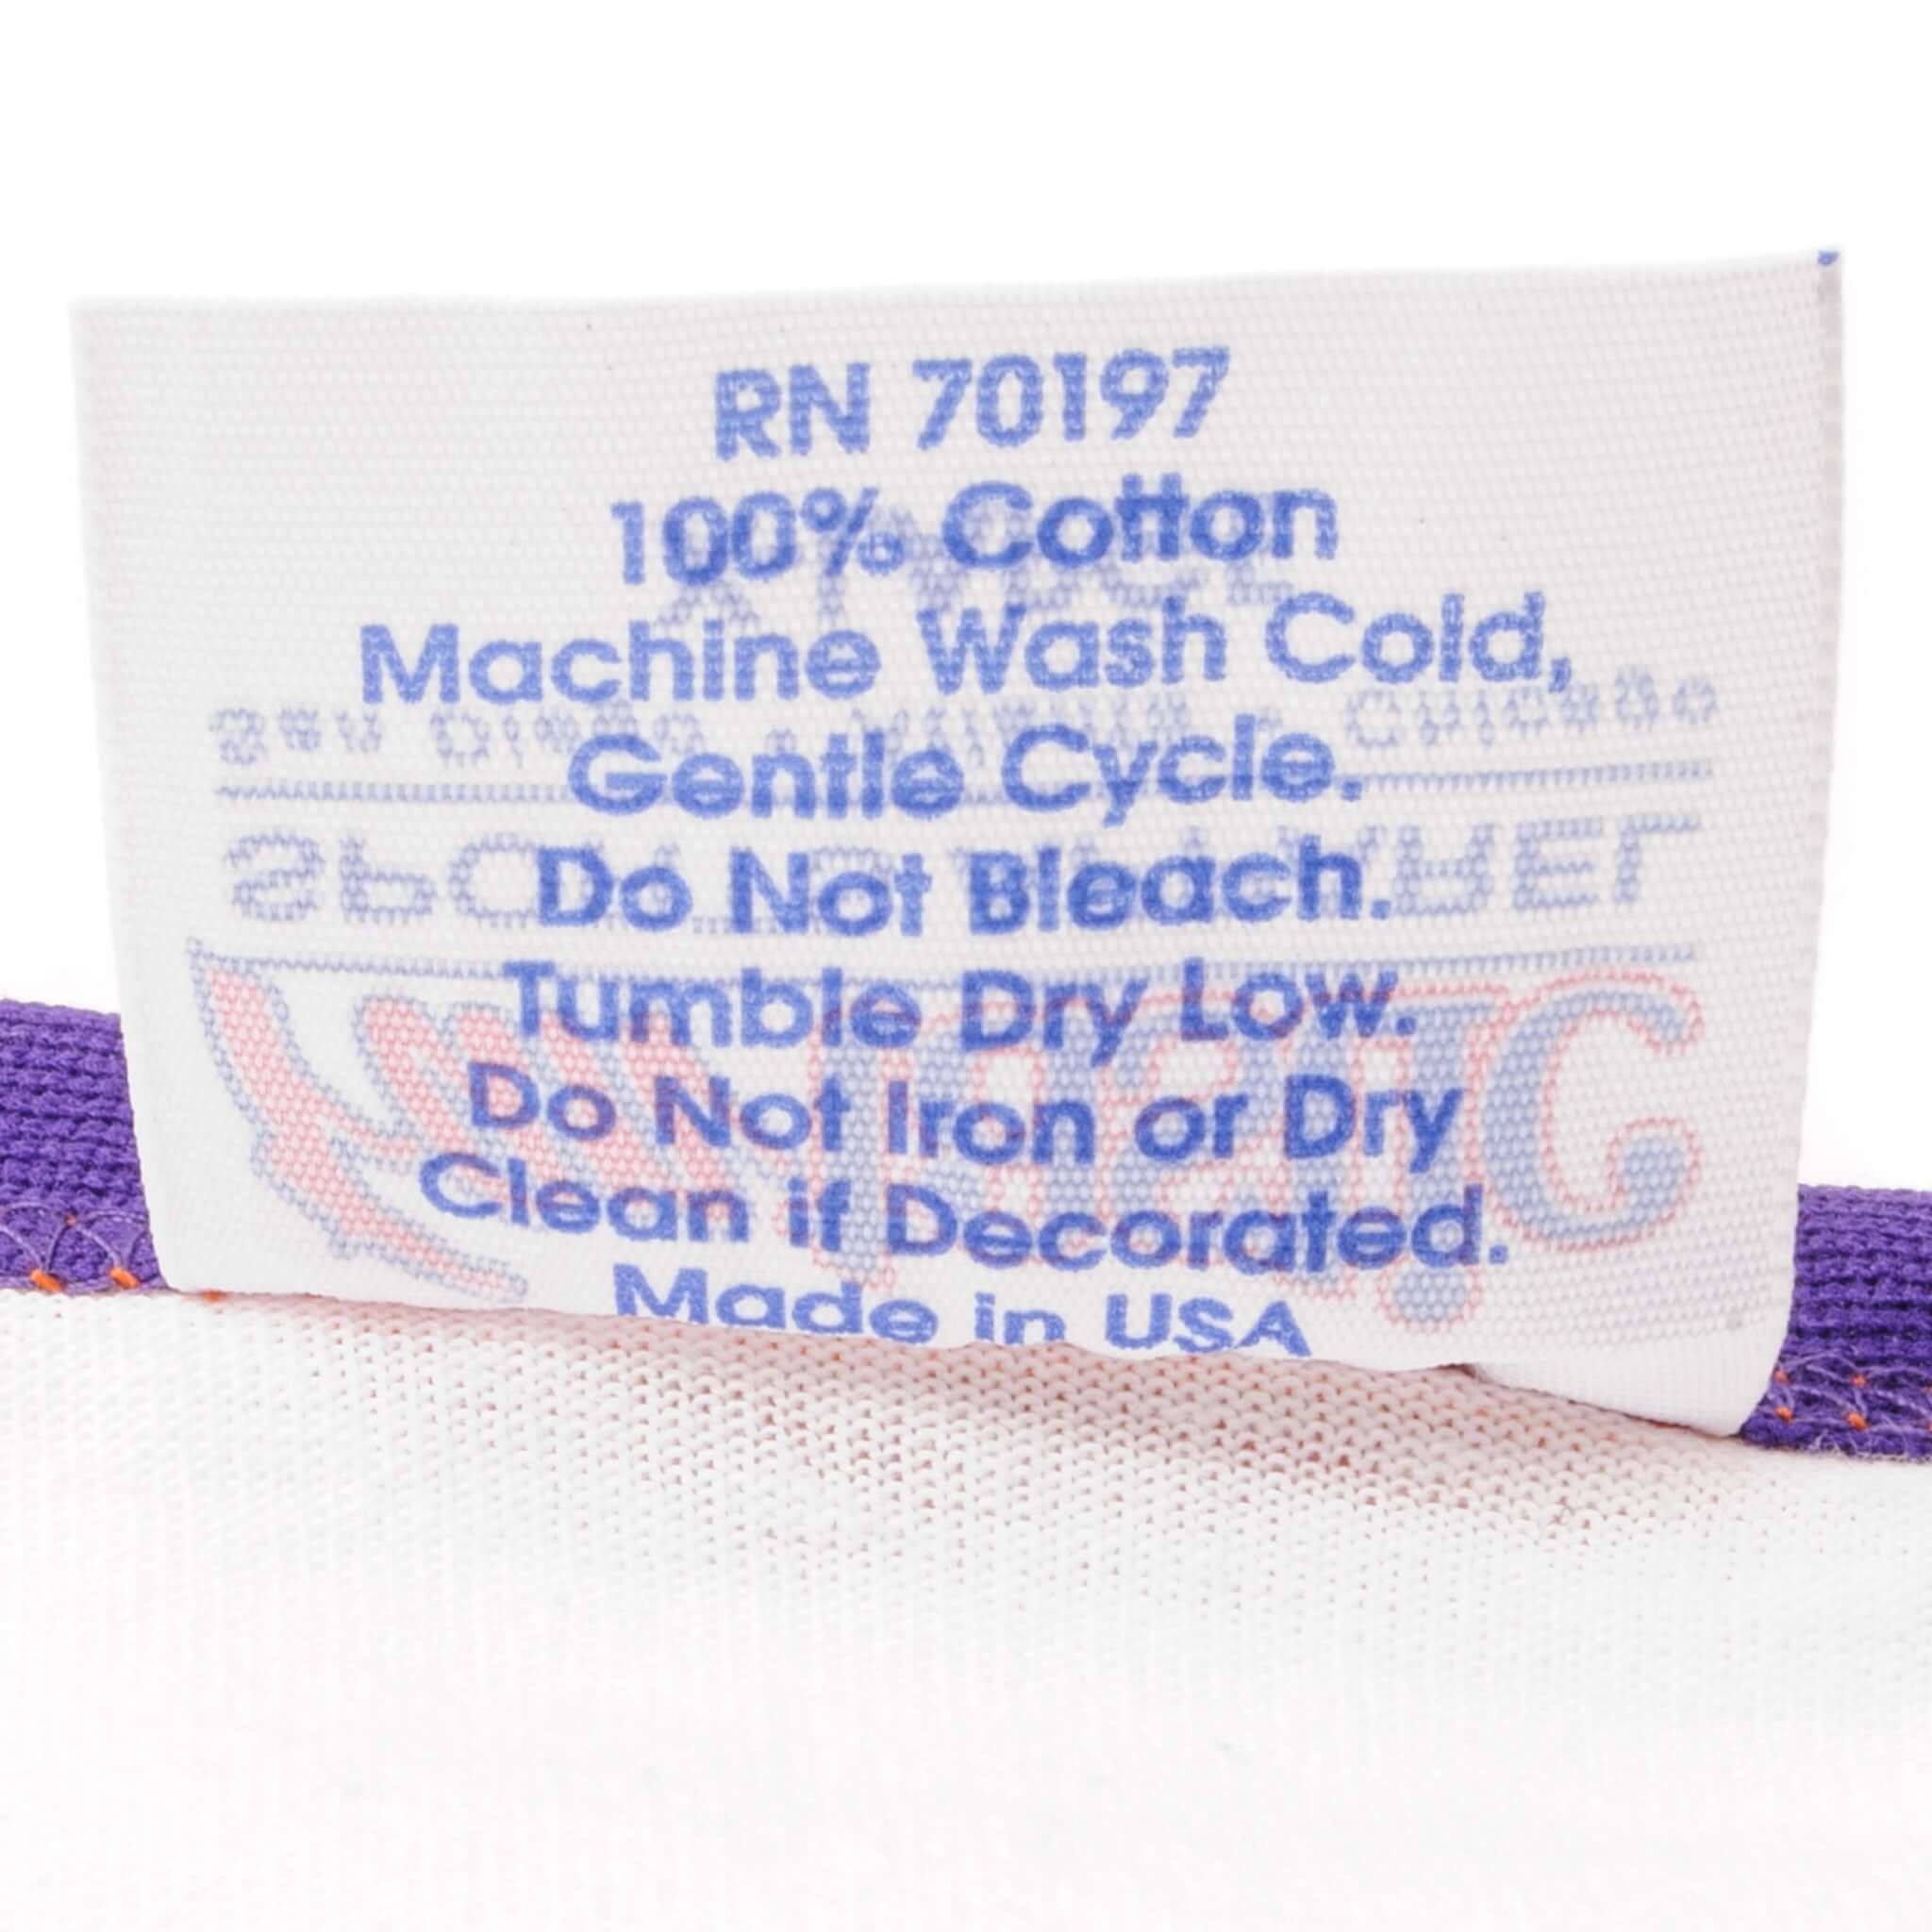 RN 70197
100% Cotton
Machine Wash Cold,
Gentle Cycle.
Do Not Bleach.
Tumble Dry Low.
Do Not Iron or Dry
Clean if Decorated.
Made in USA